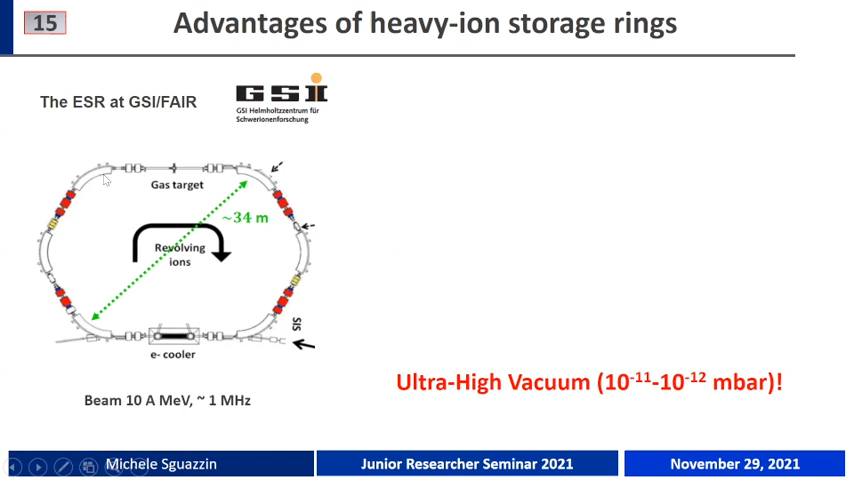 15
Advantages of heavy-ion storage rings
The ESR at GSI/FAIR
GSI
GSI Helmholtzzentrum für
Schwerionenforschung
Gas target
~34 m
Revolving
ions
SIS
e- cooler
Beam 10 A MeV, ~ 1 MHz
Ultra-High Vacuum (10⁻¹¹-10⁻¹² mbar)!
Michele Sguazzin
Junior Researcher Seminar 2021
November 29, 2021